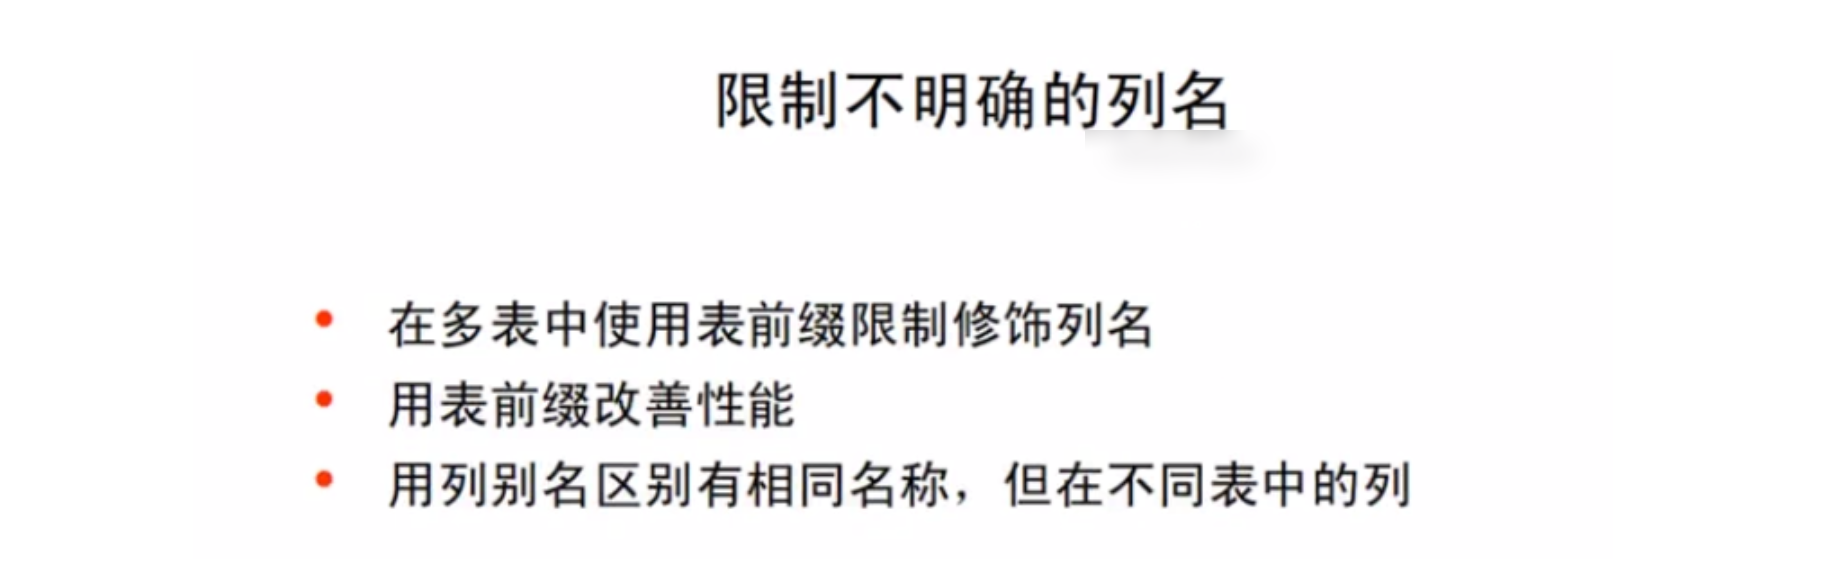 限制不明确的列名
• 在多表中使用表前缀限制修饰列名
• 用表前缀改善性能
• 用列别名区别有相同名称，但在不同表中的列